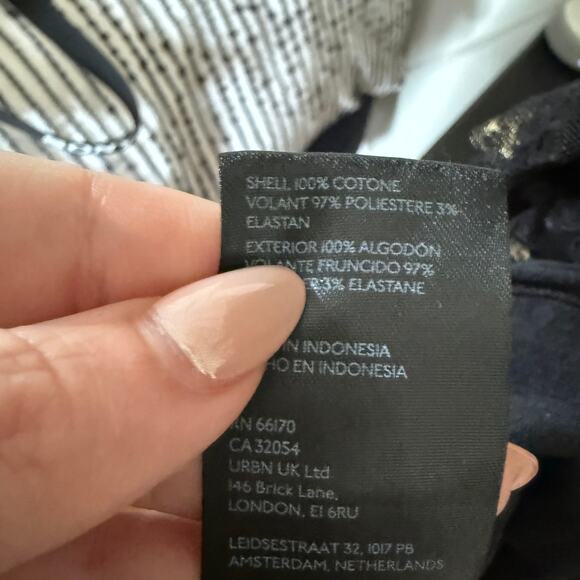 SHELL 100% COTONE
VOLANT 97% POLIESTERE 3%
ELASTAN
EXTERIOR 100% ALGODÓN
VOLANTE FRUNCIDO 97%
3% ELASTANE
IN INDONESIA
EN INDONESIA
RN 66170
CA 32054
URBN UK Ltd
146 Brick Lane,
LONDON, E1 6RU
LEIDSESTRAAT 32, 1017 PB
AMSTERDAM, NETHERLANDS